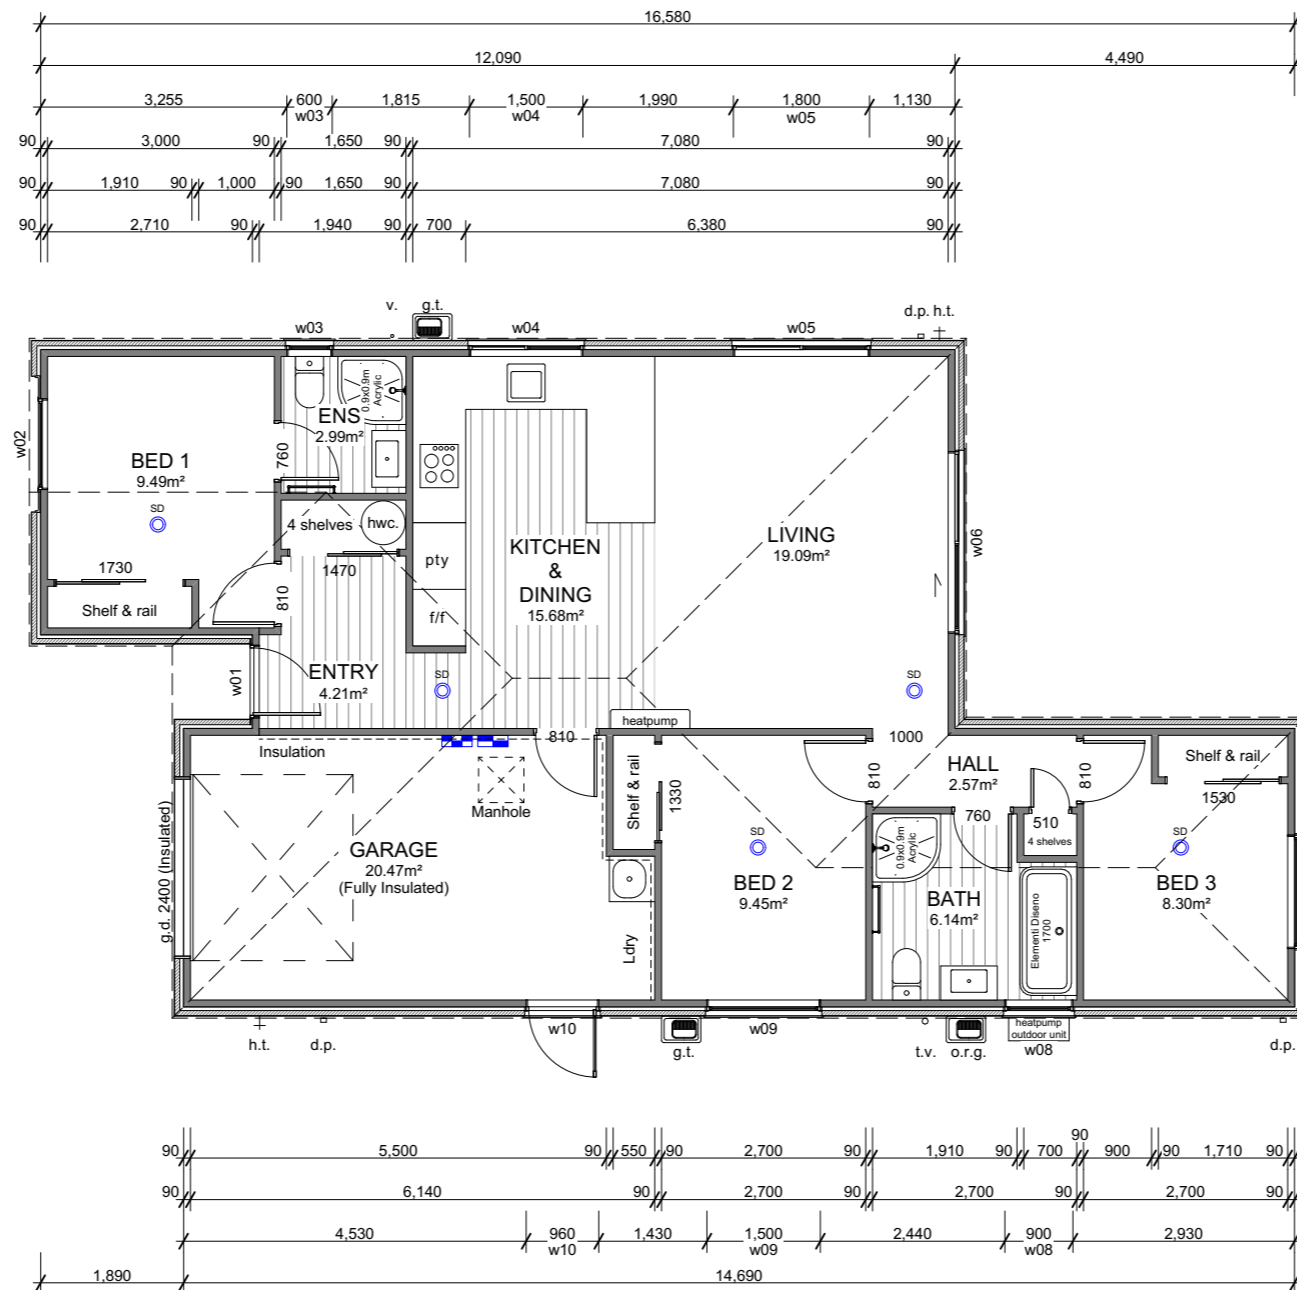 16,580
12,090 4,490
3,255 600 1,815 1,500 1,990 1,800 1,130
w03 w04 w05
90 3,000 90 1,650 90 7,080 90
90 1,910 90 1,000 90 1,650 90 7,080 90
90 2,710 90 1,940 90 700 6,380 90
v. g.t. d.p. h.t.
w03 w04 w05
w02
0.9x0.9m
Acrylic
ENS
2.99m²
760
BED 1
9.49m²
SD
4 shelves hwc.
1470
1730
Shelf & rail
810
pty
f/f
KITCHEN
&
DINING
15.68m²
LIVING
19.09m²
w06
w01
ENTRY
4.21m²
SD
SD
heatpump
Insulation
810
1000
Manhole
Shelf & rail
1330
810
HALL
2.57m²
810
Shelf & rail
1530
760
510
4 shelves
g.d. 2400 (Insulated)
GARAGE
20.47m²
(Fully Insulated)
SD
BED 2
9.45m²
0.9x0.9m
Acrylic
BATH
6.14m²
Elementi Diseno
1700
SD
BED 3
8.30m²
Ldry
h.t. d.p. w10 g.t. w09 t.v. o.r.g.
heatpump
outdoor unit
w08 d.p.
90 5,500 90 550 90 2,700 90 1,910 90 700 90 900 90 1,710 90
90 6,140 90 2,700 90 2,700 90 2,700 90
4,530 960 1,430 1,500 2,440 900 2,930
w10 w09 w08
1,890 14,690